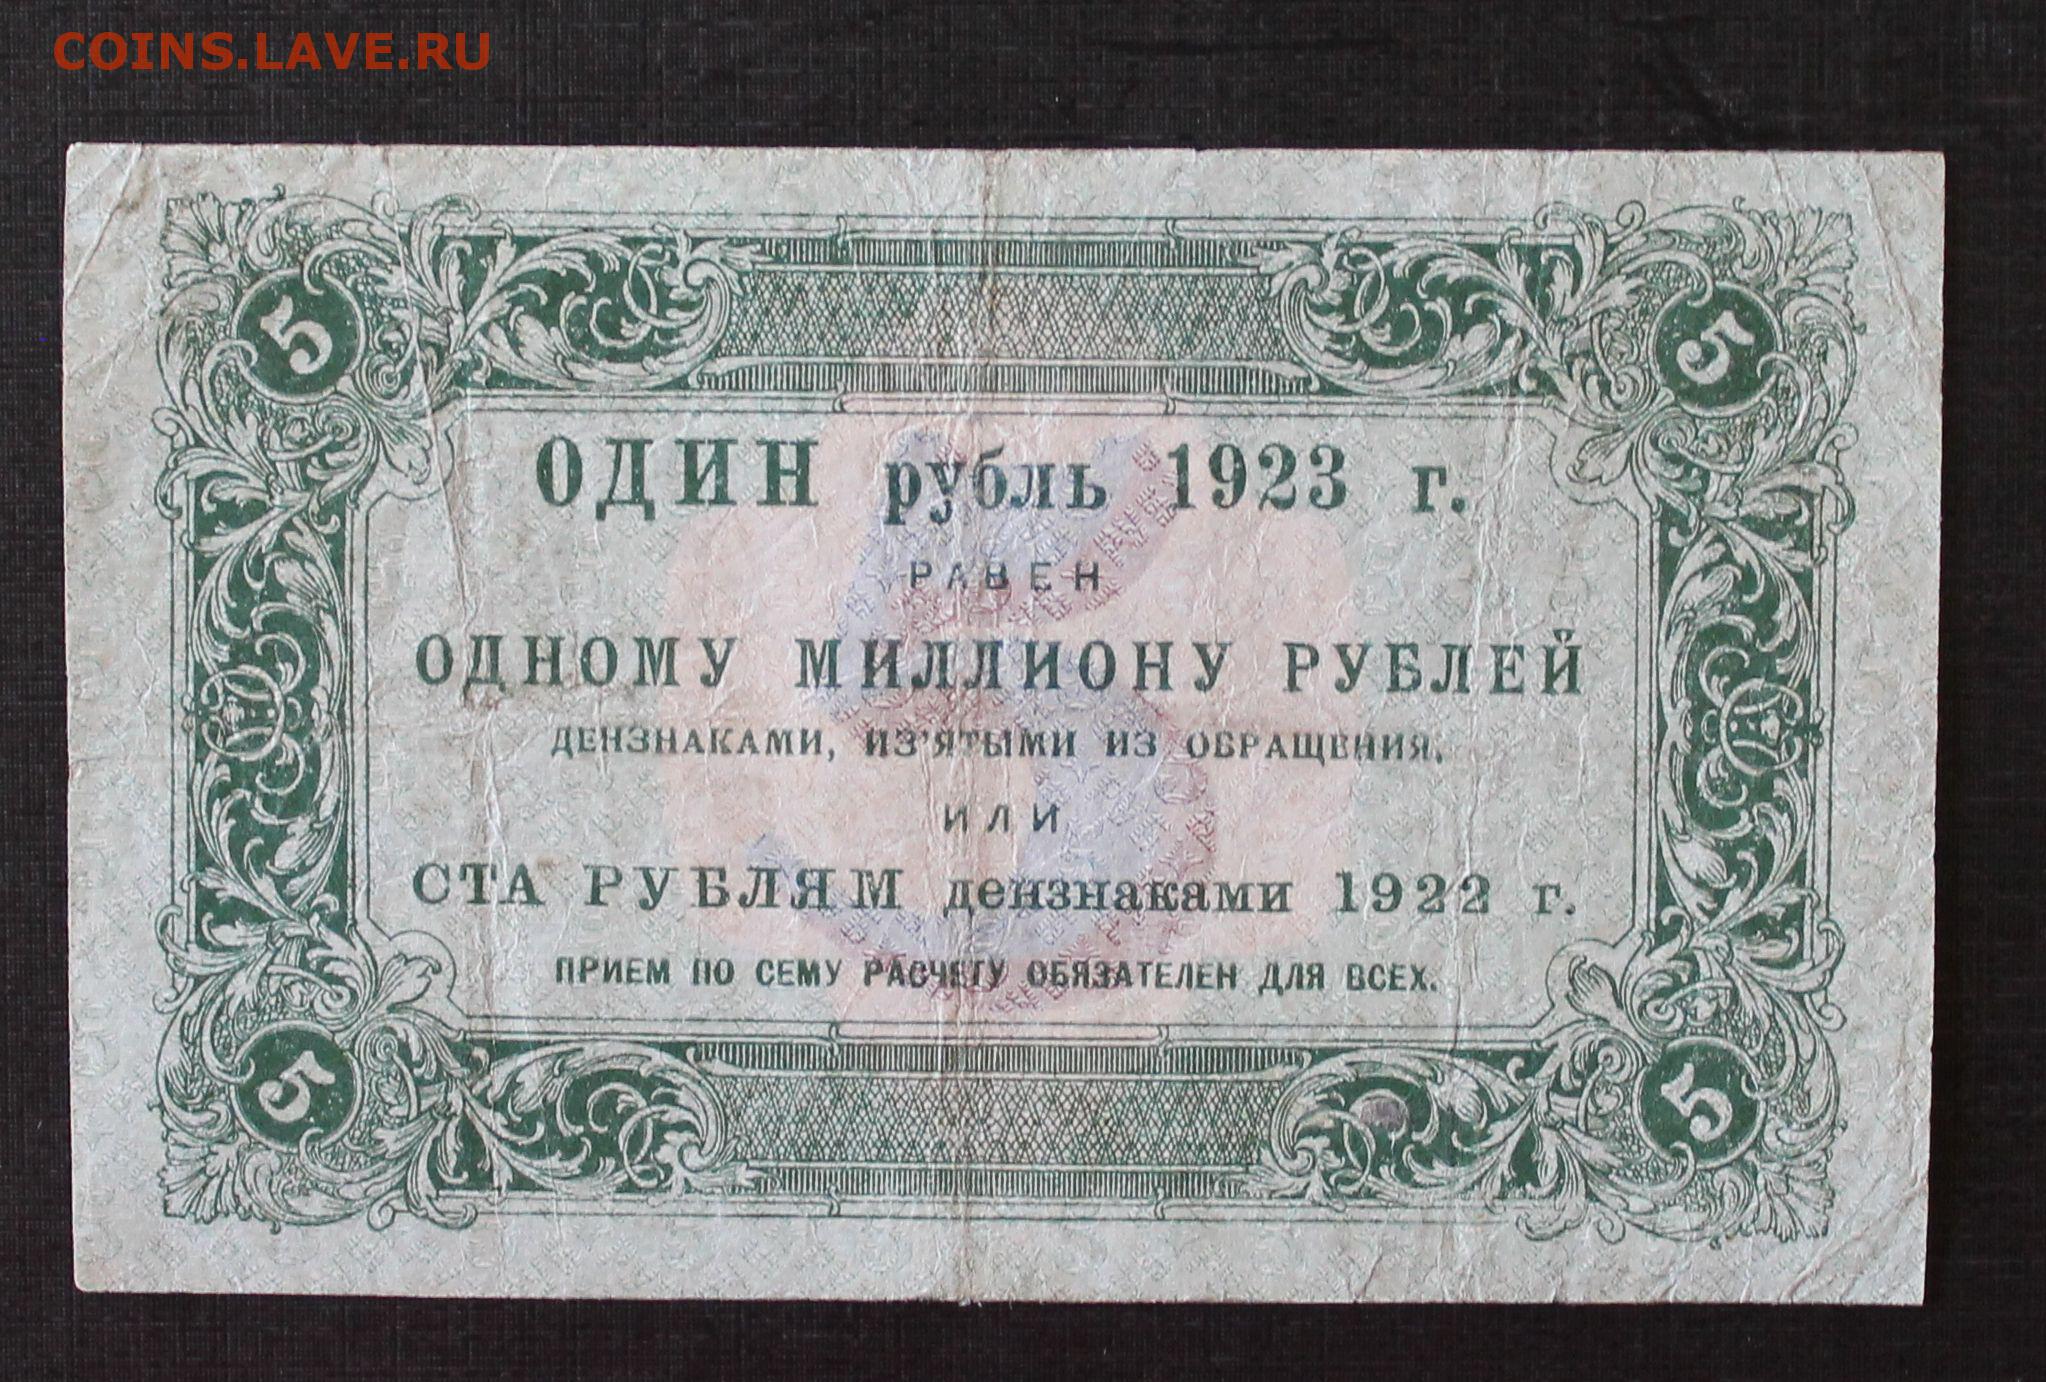 COINS.LAVE.RU
5 5
ОДИН рубль 1923 г.
РАВЕН
ОДНОМУ МИЛЛИОНУ РУБЛЕЙ
ДЕНЗНАКАМИ, ИЗ'ЯТЫМИ ИЗ ОБРАЩЕНИЯ,
ИЛИ
СТА РУБЛЯМ дензнаками 1922 г.
ПРИЕМ ПО СЕМУ РАСЧЕТУ ОБЯЗАТЕЛЕН ДЛЯ ВСЕХ.
5 5